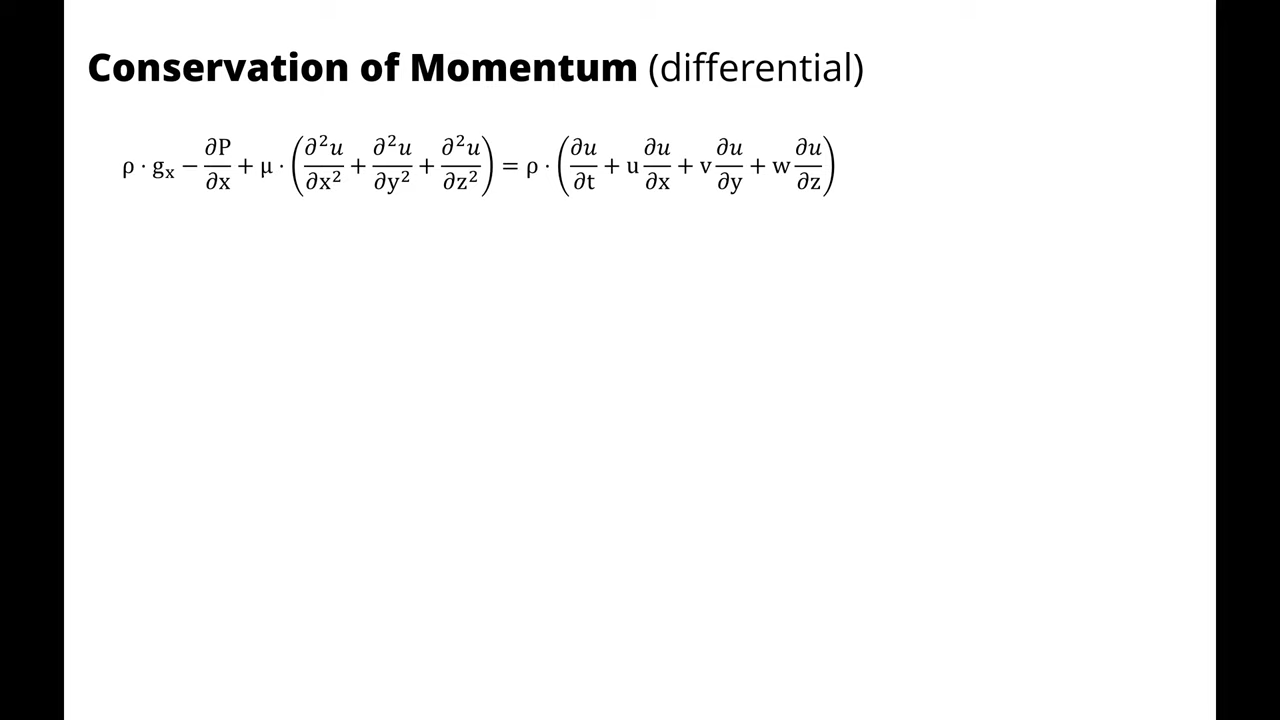 Conservation of Momentum (differential)
ρ · gₓ − ∂P/∂x + μ · (∂²u/∂x² + ∂²u/∂y² + ∂²u/∂z²) = ρ · (∂u/∂t + u ∂u/∂x + v ∂u/∂y + w ∂u/∂z)